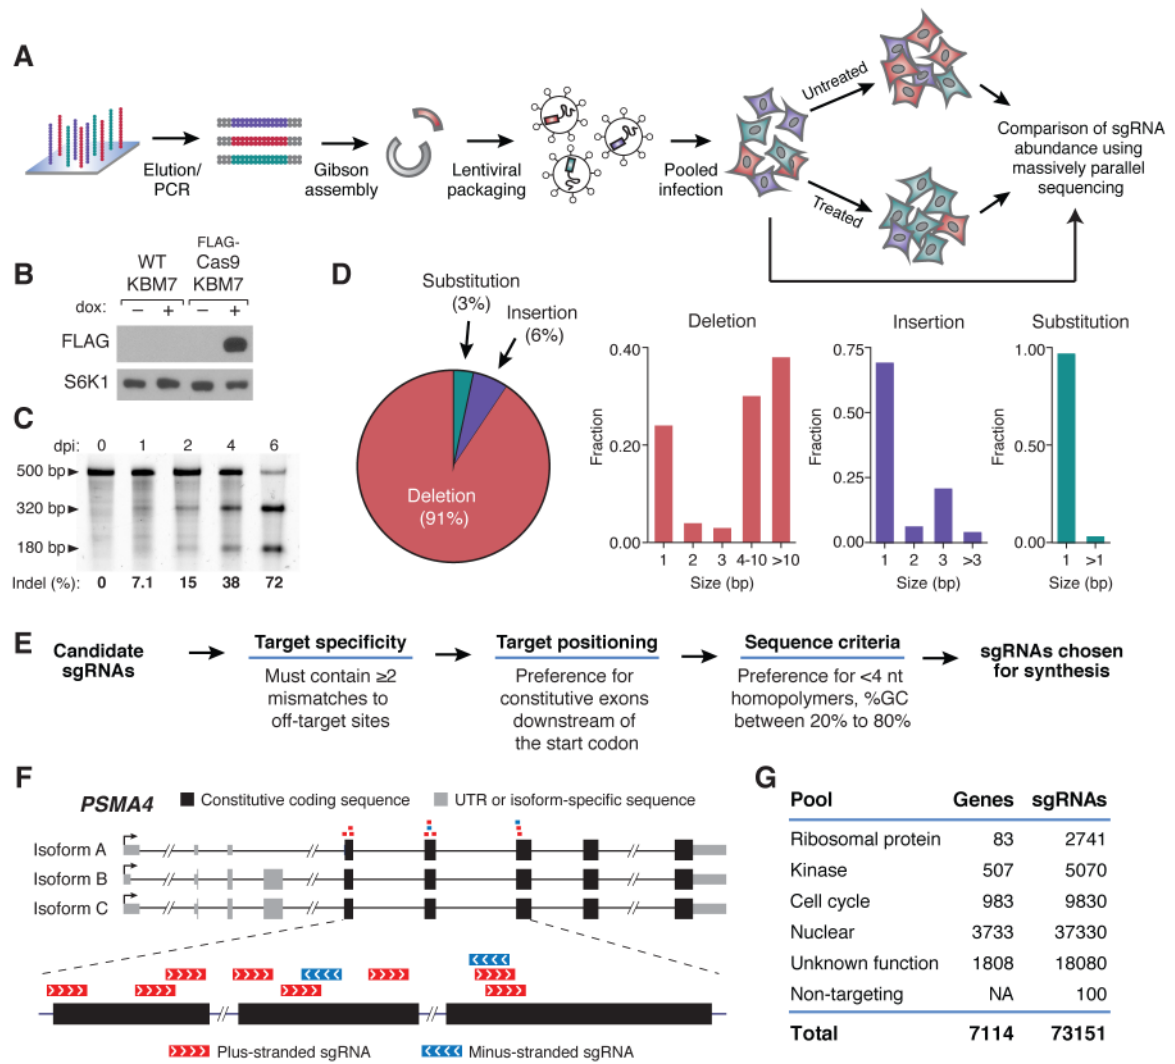 A
Elution/
PCR
Gibson
assembly
Lentiviral
packaging
Pooled
infection
Untreated
Treated
Comparison of sgRNA
abundance using
massively parallel
sequencing
B
WT
KBM7
FLAG-
Cas9
KBM7
dox: − + − +
FLAG
S6K1
C
dpi: 0 1 2 4 6
500 bp
320 bp
180 bp
Indel (%): 0 7.1 15 38 72
D
Substitution
(3%)
Insertion
(6%)
Deletion
(91%)
Deletion
Fraction
0.40
0.20
0.00
1 2 3 4-10 >10
Size (bp)
Insertion
Fraction
0.75
0.50
0.25
0.00
1 2 3 >3
Size (bp)
Substitution
Fraction
1.00
0.50
0.00
1 >1
Size (bp)
E
Candidate
sgRNAs
Target specificity
Must contain ≥2
mismatches to
off-target sites
Target positioning
Preference for
constitutive exons
downstream of
the start codon
Sequence criteria
Preference for <4 nt
homopolymers, %GC
between 20% to 80%
sgRNAs chosen
for synthesis
F
PSMA4
Constitutive coding sequence
UTR or isoform-specific sequence
Isoform A
Isoform B
Isoform C
Plus-stranded sgRNA
Minus-stranded sgRNA
G
Pool Genes sgRNAs
Ribosomal protein 83 2741
Kinase 507 5070
Cell cycle 983 9830
Nuclear 3733 37330
Unknown function 1808 18080
Non-targeting NA 100
Total 7114 73151